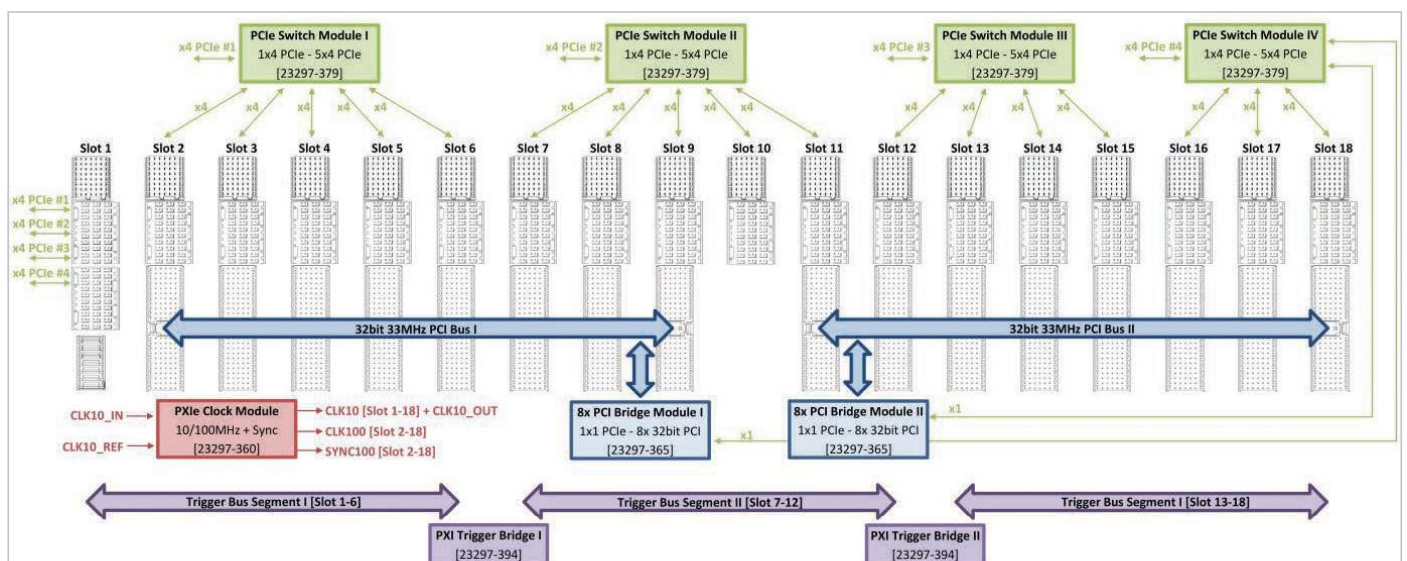 PCIe Switch Module I
1x4 PCIe - 5x4 PCIe
[23297-379]
x4 PCIe #1
PCIe Switch Module II
1x4 PCIe - 5x4 PCIe
[23297-379]
x4 PCIe #2
PCIe Switch Module III
1x4 PCIe - 5x4 PCIe
[23297-379]
x4 PCIe #3
PCIe Switch Module IV
1x4 PCIe - 5x4 PCIe
[23297-379]
x4 PCIe #4
x4 x4 x4 x4 x4
x4 x4 x4 x4 x4
x4 x4 x4 x4
x4 x4 x4
Slot 1 Slot 2 Slot 3 Slot 4 Slot 5 Slot 6 Slot 7 Slot 8 Slot 9 Slot 10 Slot 11 Slot 12 Slot 13 Slot 14 Slot 15 Slot 16 Slot 17 Slot 18
x4 PCIe #1
x4 PCIe #2
x4 PCIe #3
x4 PCIe #4
32bit 33MHz PCI Bus I
32bit 33MHz PCI Bus II
CLK10_IN
CLK10_REF
PXIe Clock Module
10/100MHz + Sync
[23297-360]
CLK10 [Slot 1-18] + CLK10_OUT
CLK100 [Slot 2-18]
SYNC100 [Slot 2-18]
8x PCI Bridge Module I
1x1 PCIe - 8x 32bit PCI
[23297-365]
x1
8x PCI Bridge Module II
1x1 PCIe - 8x 32bit PCI
[23297-365]
x1
Trigger Bus Segment I [Slot 1-6]
Trigger Bus Segment II [Slot 7-12]
Trigger Bus Segment I [Slot 13-18]
PXI Trigger Bridge I
[23297-394]
PXI Trigger Bridge II
[23297-394]